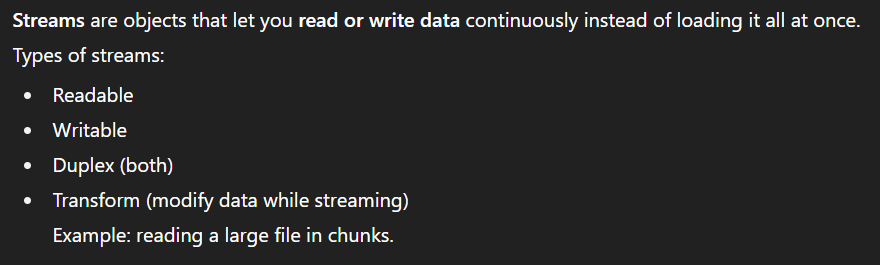 Streams are objects that let you read or write data continuously instead of loading it all at once.
Types of streams:
• Readable
• Writable
• Duplex (both)
• Transform (modify data while streaming)
Example: reading a large file in chunks.